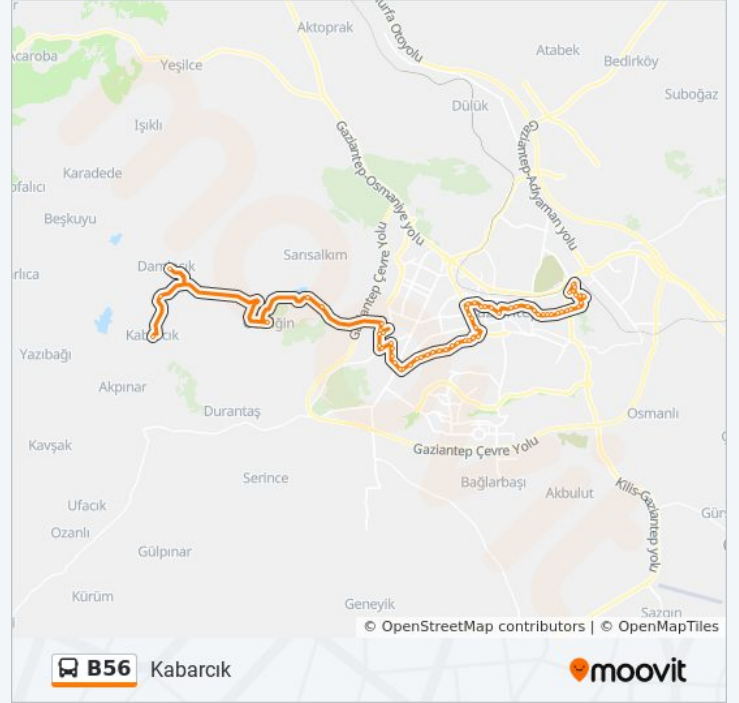 Aktoprak
Urfa Otoyolu
Atabek
Bedirköy
Yeşilce
Suboğaz
Dülük
Işıklı
Gaziantep-Adıyaman yolu
Gaziantep-Osmaniye yolu
Karadede
Beşkuyu
Gaziantep Çevre Yolu
Sarısalkım
Kabarcık
Yazıbağı
Akpınar
Durantaş
Osmanlı
Kavşak
Gaziantep Çevre Yolu
Serince
Bağlarbaşı
Akbulut
Kilis-Gaziantep yolu
Ufacık
Ozanlı
Gülpınar
Kürüm
Geneyik
Sazgın
© OpenStreetMap contributors | © OpenMapTiles
B56 Kabarcık
moovit